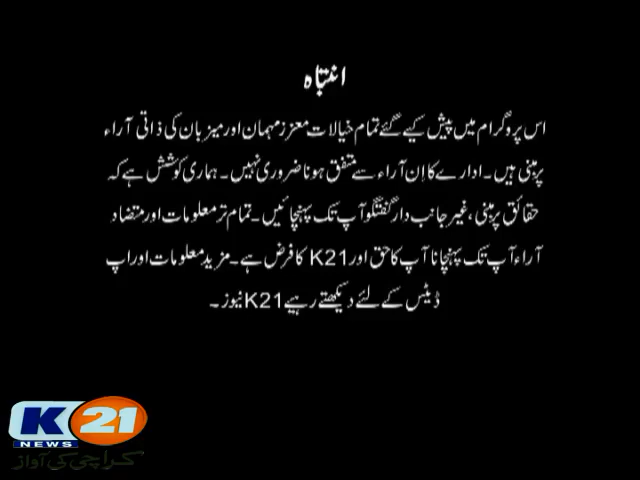 انتباہ
اس پروگرام میں پیش کیے گئے تمام خیالات معزز مہمان اور میزبان کی ذاتی آراء
پر مبنی ہیں۔ ادارے کا اِن آراء سے متفق ہونا ضروری نہیں۔ ہماری کوشش ہے کہ
حقائق پر مبنی، غیر جانب دار گفتگو آپ تک پہنچائیں۔ تمام تر معلومات اور متضاد
آراء آپ تک پہنچانا آپ کا حق اور K21 کا فرض ہے۔ مزید معلومات اور اپ
ڈیٹس کے لئے دیکھتے رہیے K21 نیوز۔
K21
NEWS
کراچی کی آواز